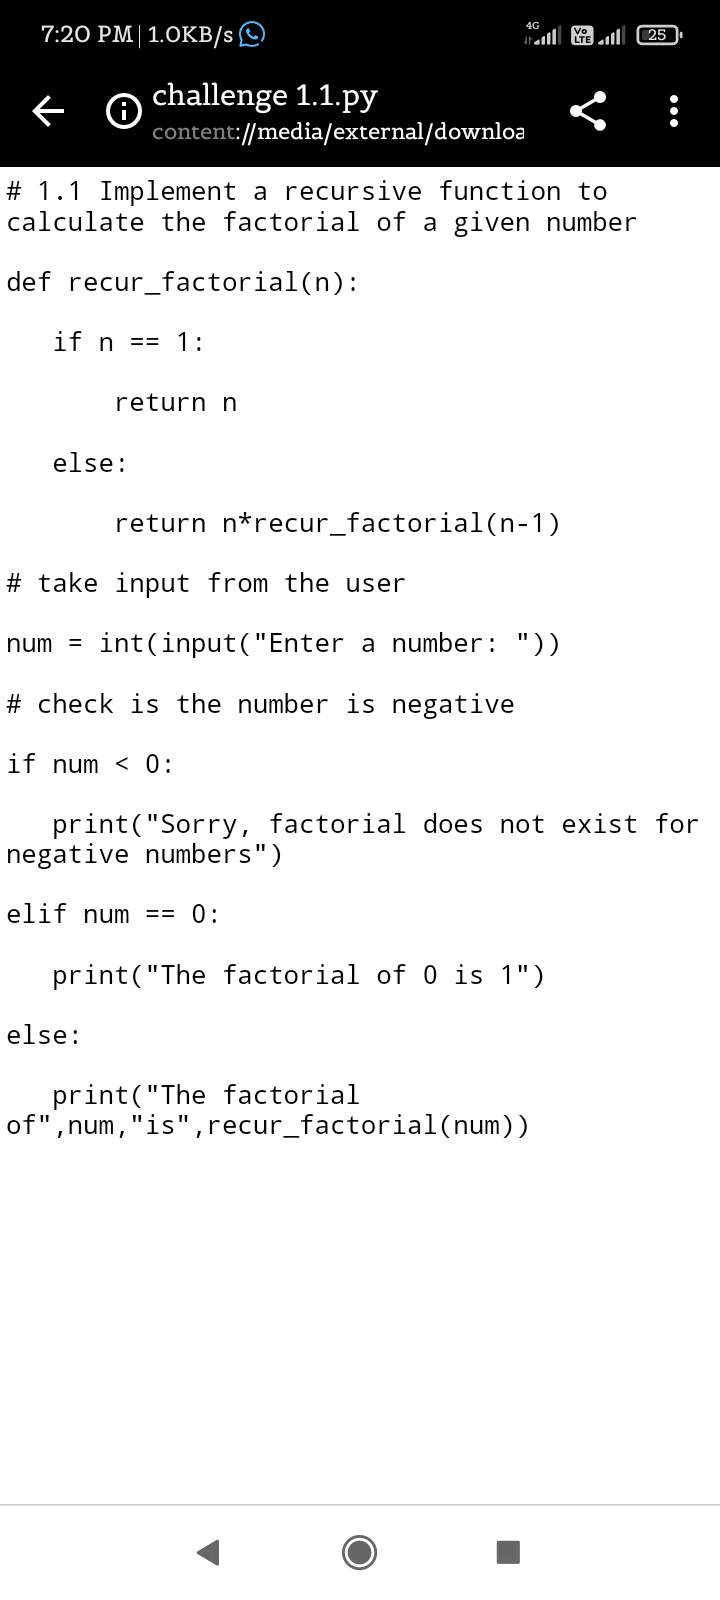 7:20 PM | 1.0KB/s
4G
Vo
LTE
25
challenge 1.1.py
content://media/external/downloa
# 1.1 Implement a recursive function to
calculate the factorial of a given number
def recur_factorial(n):
   if n == 1:
       return n
   else:
       return n*recur_factorial(n-1)
# take input from the user
num = int(input("Enter a number: "))
# check is the number is negative
if num < 0:
   print("Sorry, factorial does not exist for
negative numbers")
elif num == 0:
   print("The factorial of 0 is 1")
else:
   print("The factorial
of",num,"is",recur_factorial(num))